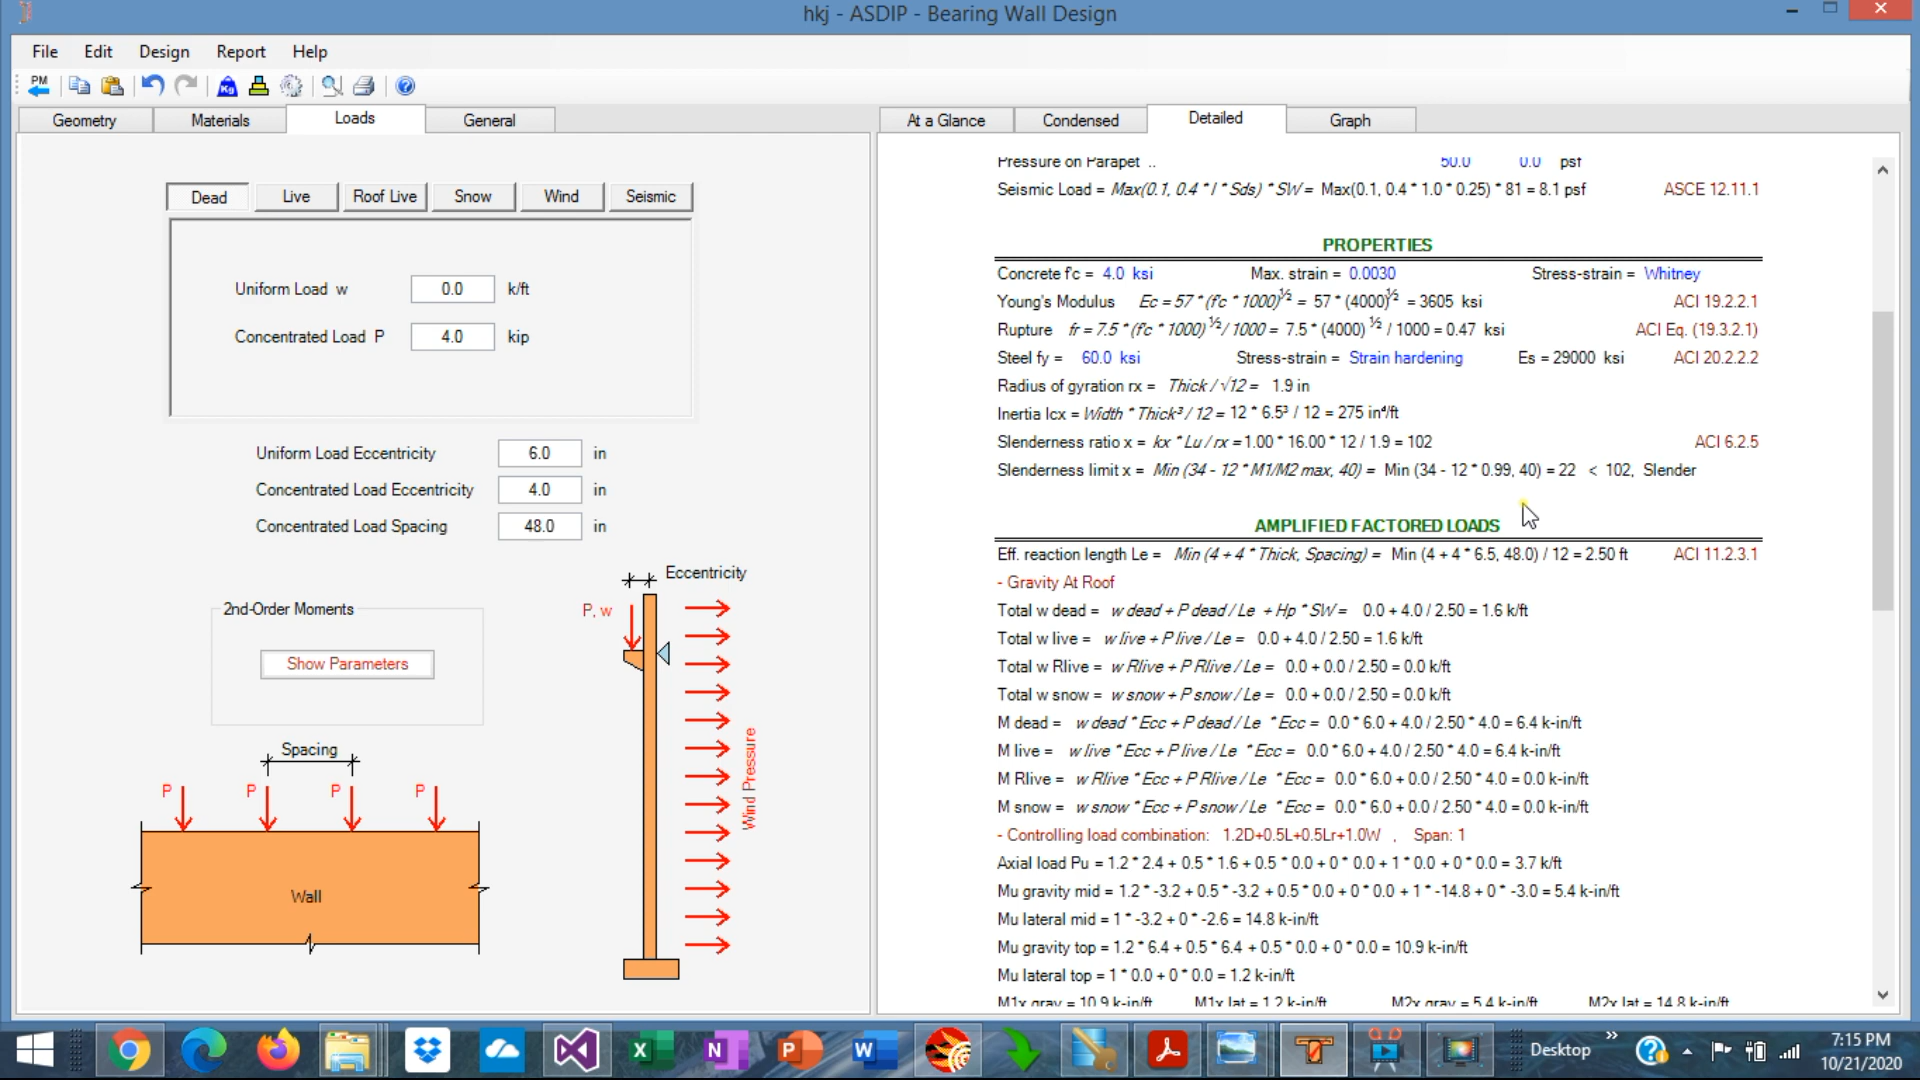 hkj - ASDIP - Bearing Wall Design
File Edit Design Report Help
PM Kg
Geometry Materials Loads General
Dead Live Roof Live Snow Wind Seismic
Uniform Load w 0.0 k/ft
Concentrated Load P 4.0 kip
Uniform Load Eccentricity 6.0 in
Concentrated Load Eccentricity 4.0 in
Concentrated Load Spacing 48.0 in
2nd-Order Moments
Show Parameters
Eccentricity
P, w
Wind Pressure
Spacing
P P P P
Wall
At a Glance Condensed Detailed Graph
Pressure on Parapet .. 50.0 0.0 psf
Seismic Load = Max(0.1, 0.4 * I * Sds) * SW = Max(0.1, 0.4 * 1.0 * 0.25) * 81 = 8.1 psf ASCE 12.11.1
PROPERTIES
Concrete f'c = 4.0 ksi Max. strain = 0.0030 Stress-strain = Whitney
Young's Modulus Ec = 57 * (f'c * 1000)^½ = 57 * (4000)^½ = 3605 ksi ACI 19.2.2.1
Rupture fr = 7.5 * (f'c * 1000)^½ / 1000 = 7.5 * (4000)^½ / 1000 = 0.47 ksi ACI Eq. (19.3.2.1)
Steel fy = 60.0 ksi Stress-strain = Strain hardening Es = 29000 ksi ACI 20.2.2.2
Radius of gyration rx = Thick / √12 = 1.9 in
Inertia Icx = Width * Thick³ / 12 = 12 * 6.5³ / 12 = 275 in⁴/ft
Slenderness ratio x = kx * Lu / rx = 1.00 * 16.00 * 12 / 1.9 = 102 ACI 6.2.5
Slenderness limit x = Min (34 - 12 * M1/M2 max, 40) = Min (34 - 12 * 0.99, 40) = 22 < 102, Slender
AMPLIFIED FACTORED LOADS
Eff. reaction length Le = Min (4 + 4 * Thick, Spacing) = Min (4 + 4 * 6.5, 48.0) / 12 = 2.50 ft ACI 11.2.3.1
- Gravity At Roof
Total w dead = w dead + P dead / Le + Hp * SW = 0.0 + 4.0 / 2.50 = 1.6 k/ft
Total w live = w live + P live / Le = 0.0 + 4.0 / 2.50 = 1.6 k/ft
Total w Rlive = w Rlive + P Rlive / Le = 0.0 + 0.0 / 2.50 = 0.0 k/ft
Total w snow = w snow + P snow / Le = 0.0 + 0.0 / 2.50 = 0.0 k/ft
M dead = w dead * Ecc + P dead / Le * Ecc = 0.0 * 6.0 + 4.0 / 2.50 * 4.0 = 6.4 k-in/ft
M live = w live * Ecc + P live / Le * Ecc = 0.0 * 6.0 + 4.0 / 2.50 * 4.0 = 6.4 k-in/ft
M Rlive = w Rlive * Ecc + P Rlive / Le * Ecc = 0.0 * 6.0 + 0.0 / 2.50 * 4.0 = 0.0 k-in/ft
M snow = w snow * Ecc + P snow / Le * Ecc = 0.0 * 6.0 + 0.0 / 2.50 * 4.0 = 0.0 k-in/ft
- Controlling load combination: 1.2D+0.5L+0.5Lr+1.0W , Span: 1
Axial load Pu = 1.2 * 2.4 + 0.5 * 1.6 + 0.5 * 0.0 + 0 * 0.0 + 1 * 0.0 + 0 * 0.0 = 3.7 k/ft
Mu gravity mid = 1.2 * -3.2 + 0.5 * -3.2 + 0.5 * 0.0 + 0 * 0.0 + 1 * -14.8 + 0 * -3.0 = 5.4 k-in/ft
Mu lateral mid = 1 * -3.2 + 0 * -2.6 = 14.8 k-in/ft
Mu gravity top = 1.2 * 6.4 + 0.5 * 6.4 + 0.5 * 0.0 + 0 * 0.0 = 10.9 k-in/ft
Mu lateral top = 1 * 0.0 + 0 * 0.0 = 1.2 k-in/ft
M1x grav = 10.9 k-in/ft M1x lat = 1.2 k-in/ft M2x grav = 5.4 k-in/ft M2x lat = 14.8 k-in/ft
Desktop
7:15 PM
10/21/2020